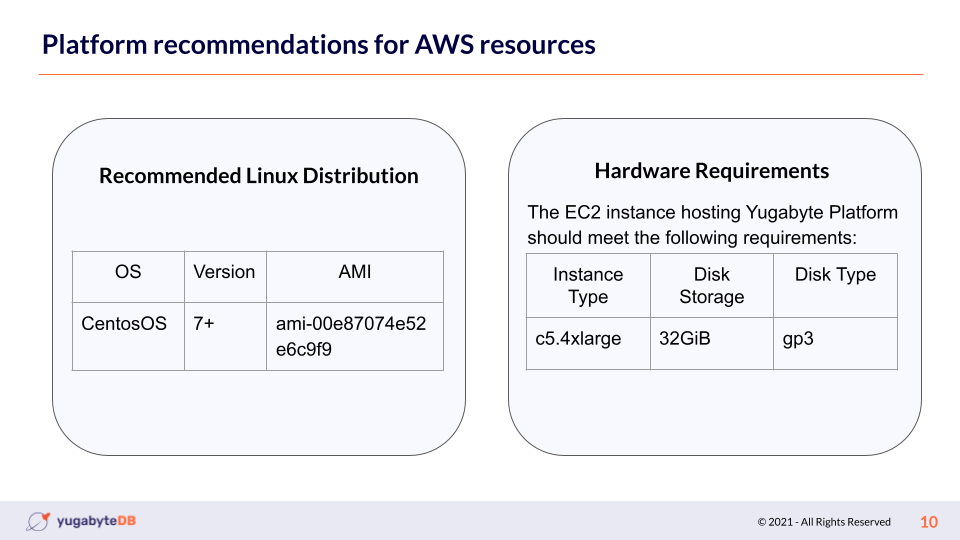 Platform recommendations for AWS resources
Recommended Linux Distribution
OS Version AMI
CentosOS 7+ ami-00e87074e52
e6c9f9
Hardware Requirements
The EC2 instance hosting Yugabyte Platform
should meet the following requirements:
Instance
Type
Disk
Storage
Disk Type
c5.4xlarge 32GiB gp3
yugabyteDB
© 2021 - All Rights Reserved 10